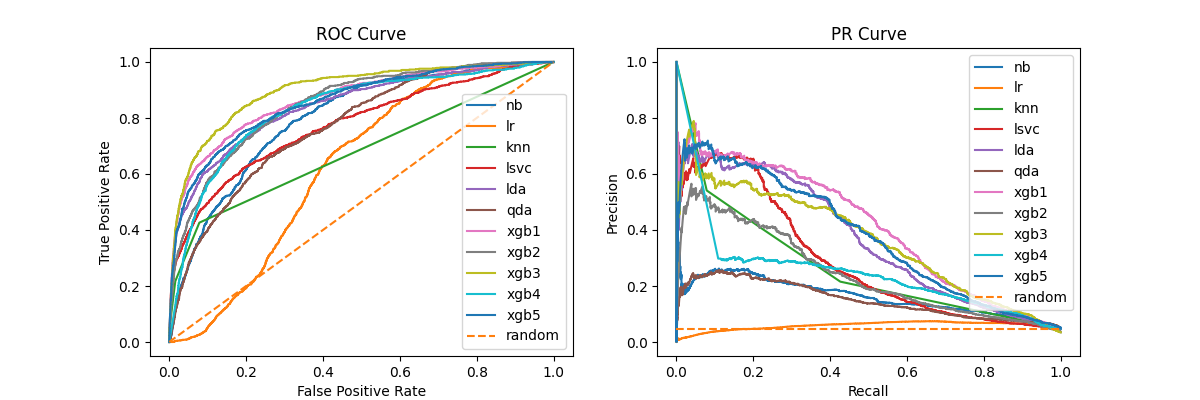 ROC Curve
True Positive Rate
1.0
0.8
0.6
0.4
0.2
0.0
0.0 0.2 0.4 0.6 0.8 1.0
False Positive Rate
nb
lr
knn
lsvc
lda
qda
xgb1
xgb2
xgb3
xgb4
xgb5
random
PR Curve
Precision
1.0
0.8
0.6
0.4
0.2
0.0
0.0 0.2 0.4 0.6 0.8 1.0
Recall
nb
lr
knn
lsvc
lda
qda
xgb1
xgb2
xgb3
xgb4
xgb5
random